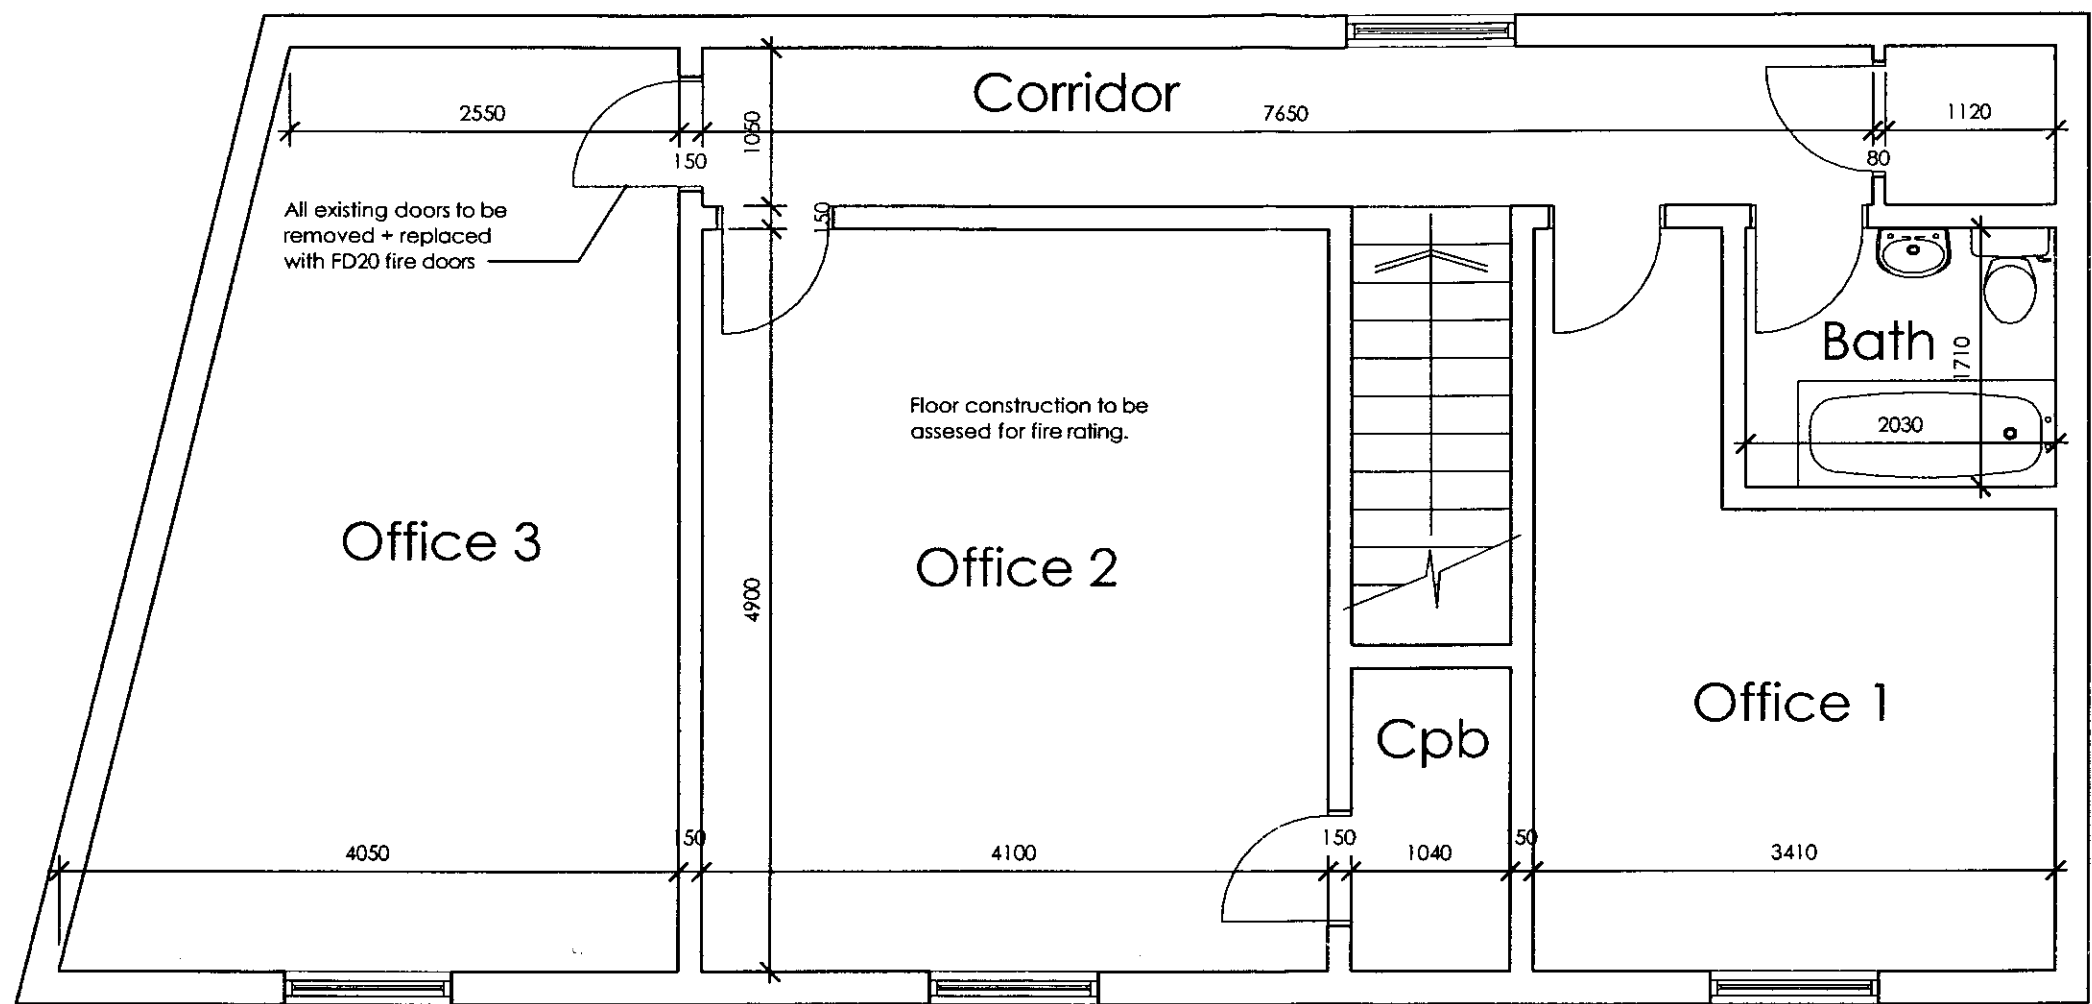 Corridor
2550
7650
1120
150
1050
80
All existing doors to be
removed + replaced
with FD20 fire doors
150
Bath
1710
Floor construction to be
assesed for fire rating.
2030
Office 3
Office 2
4900
Office 1
Cpb
4050
150
4100
150
1040
150
3410